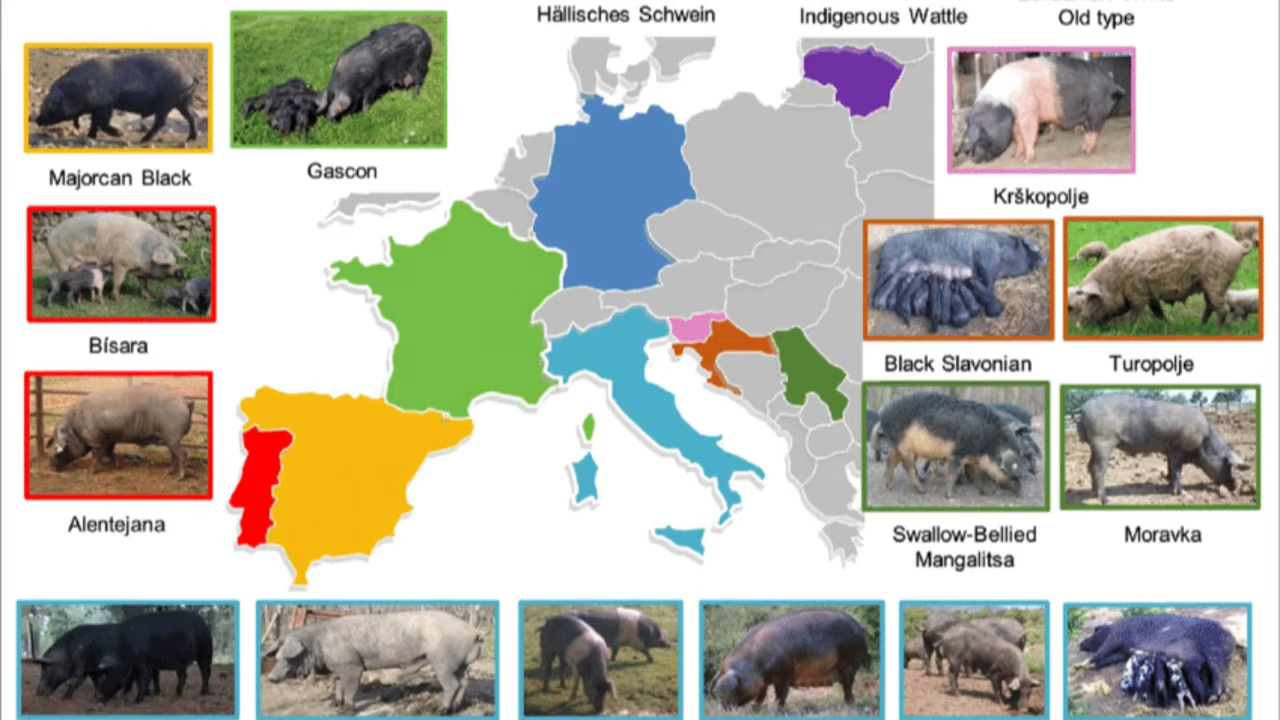 Hällisches Schwein
Indigenous Wattle
Old type
Majorcan Black
Gascon
Krškopolje
Bísara
Black Slavonian
Turopolje
Alentejana
Swallow-Bellied
Mangalitsa
Moravka